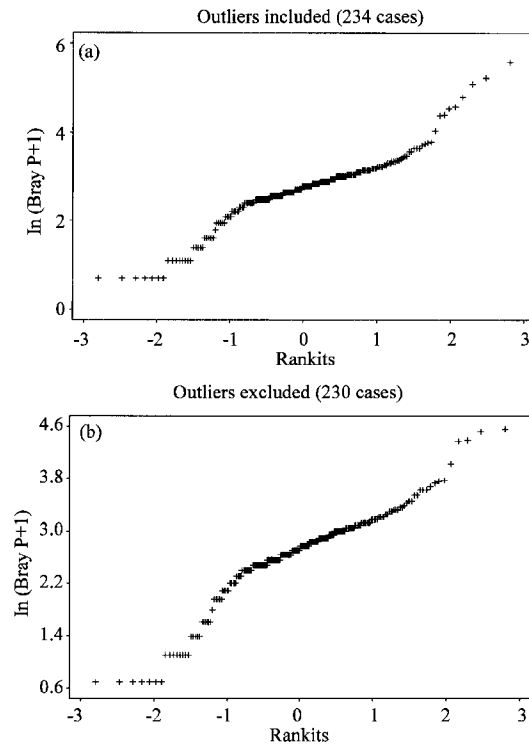 Outliers included (234 cases)
(a)
6
4
2
0
ln (Bray P+1)
-3 -2 -1 0 1 2 3
Rankits
Outliers excluded (230 cases)
(b)
4.6
3.8
3.0
2.2
1.4
0.6
ln (Bray P+1)
-3 -2 -1 0 1 2 3
Rankits